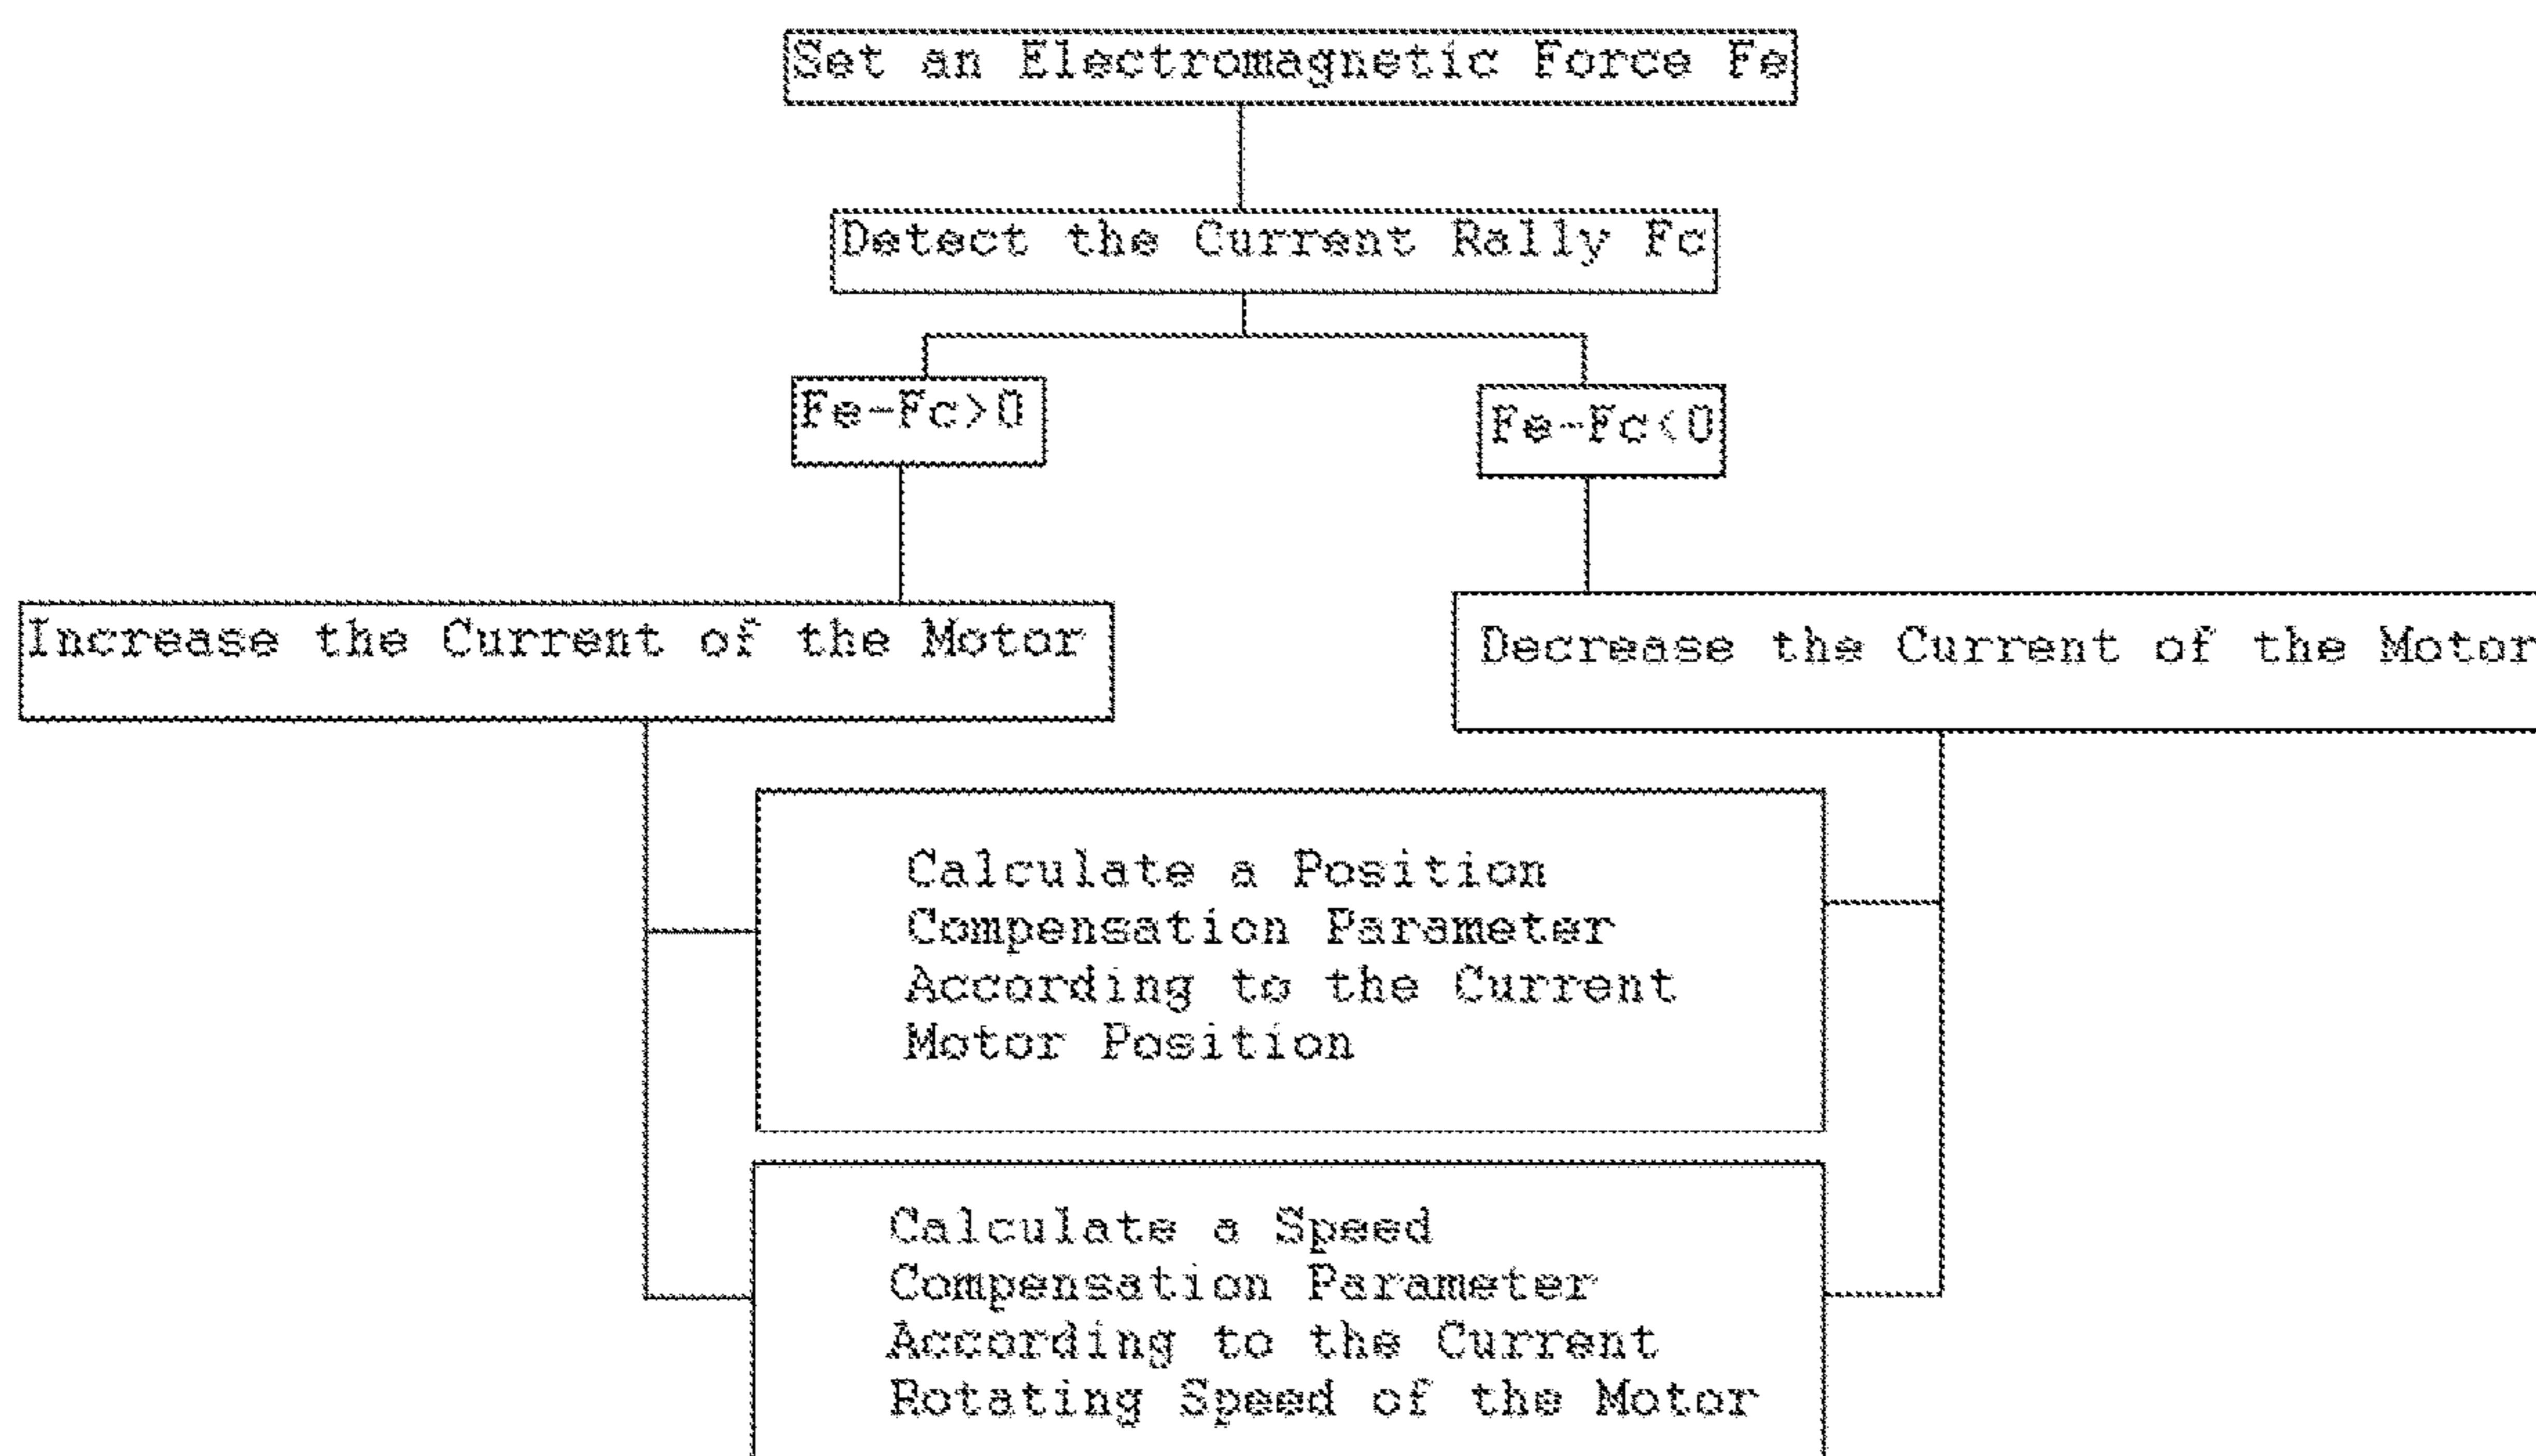 Set an Electromagnetic Force Fe
Detect the Current Rally Fc
Fe-Fc>0
Fe-Fc<0
Increase the Current of the Motor
Decrease the Current of the Motor
Calculate a Position
Compensation Parameter
According to the Current
Motor Position
Calculate a Speed
Compensation Parameter
According to the Current
Rotating Speed of the Motor